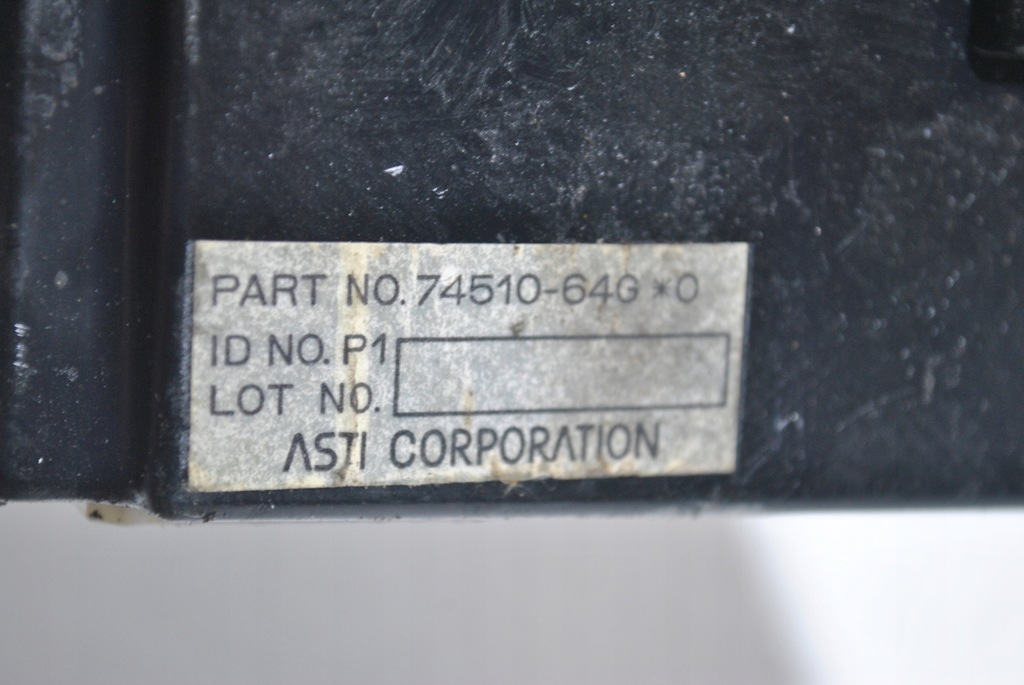 PART NO. 74510-64G *0
ID NO. P1
LOT NO.
ASTI CORPORATION